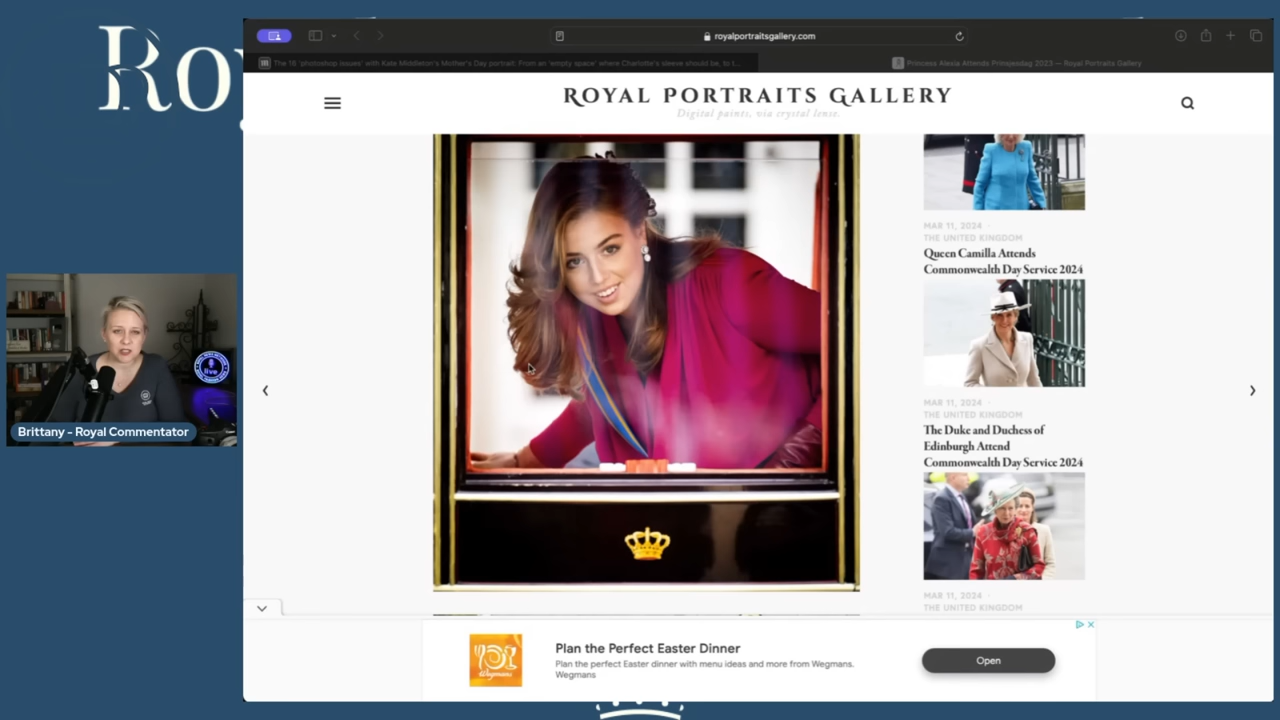 Roy
royalportraitsgallery.com
The 16 'photoshop issues' with Kate Middleton's Mother's Day portrait: From an 'empty space' where Charlotte's sleeve should be, to t...
Princess Alexia Attends Prinsjesdag 2023 — Royal Portraits Gallery
ROYAL PORTRAITS GALLERY
Digital paints, via crystal lense.
MAR 11, 2024 ·
THE UNITED KINGDOM
Queen Camilla Attends
Commonwealth Day Service 2024
MAR 11, 2024 ·
THE UNITED KINGDOM
The Duke and Duchess of
Edinburgh Attend
Commonwealth Day Service 2024
MAR 11, 2024 ·
THE UNITED KINGDOM
live
Brittany - Royal Commentator
Wegmans
Plan the Perfect Easter Dinner
Plan the perfect Easter dinner with menu ideas and more from Wegmans.
Wegmans
Open